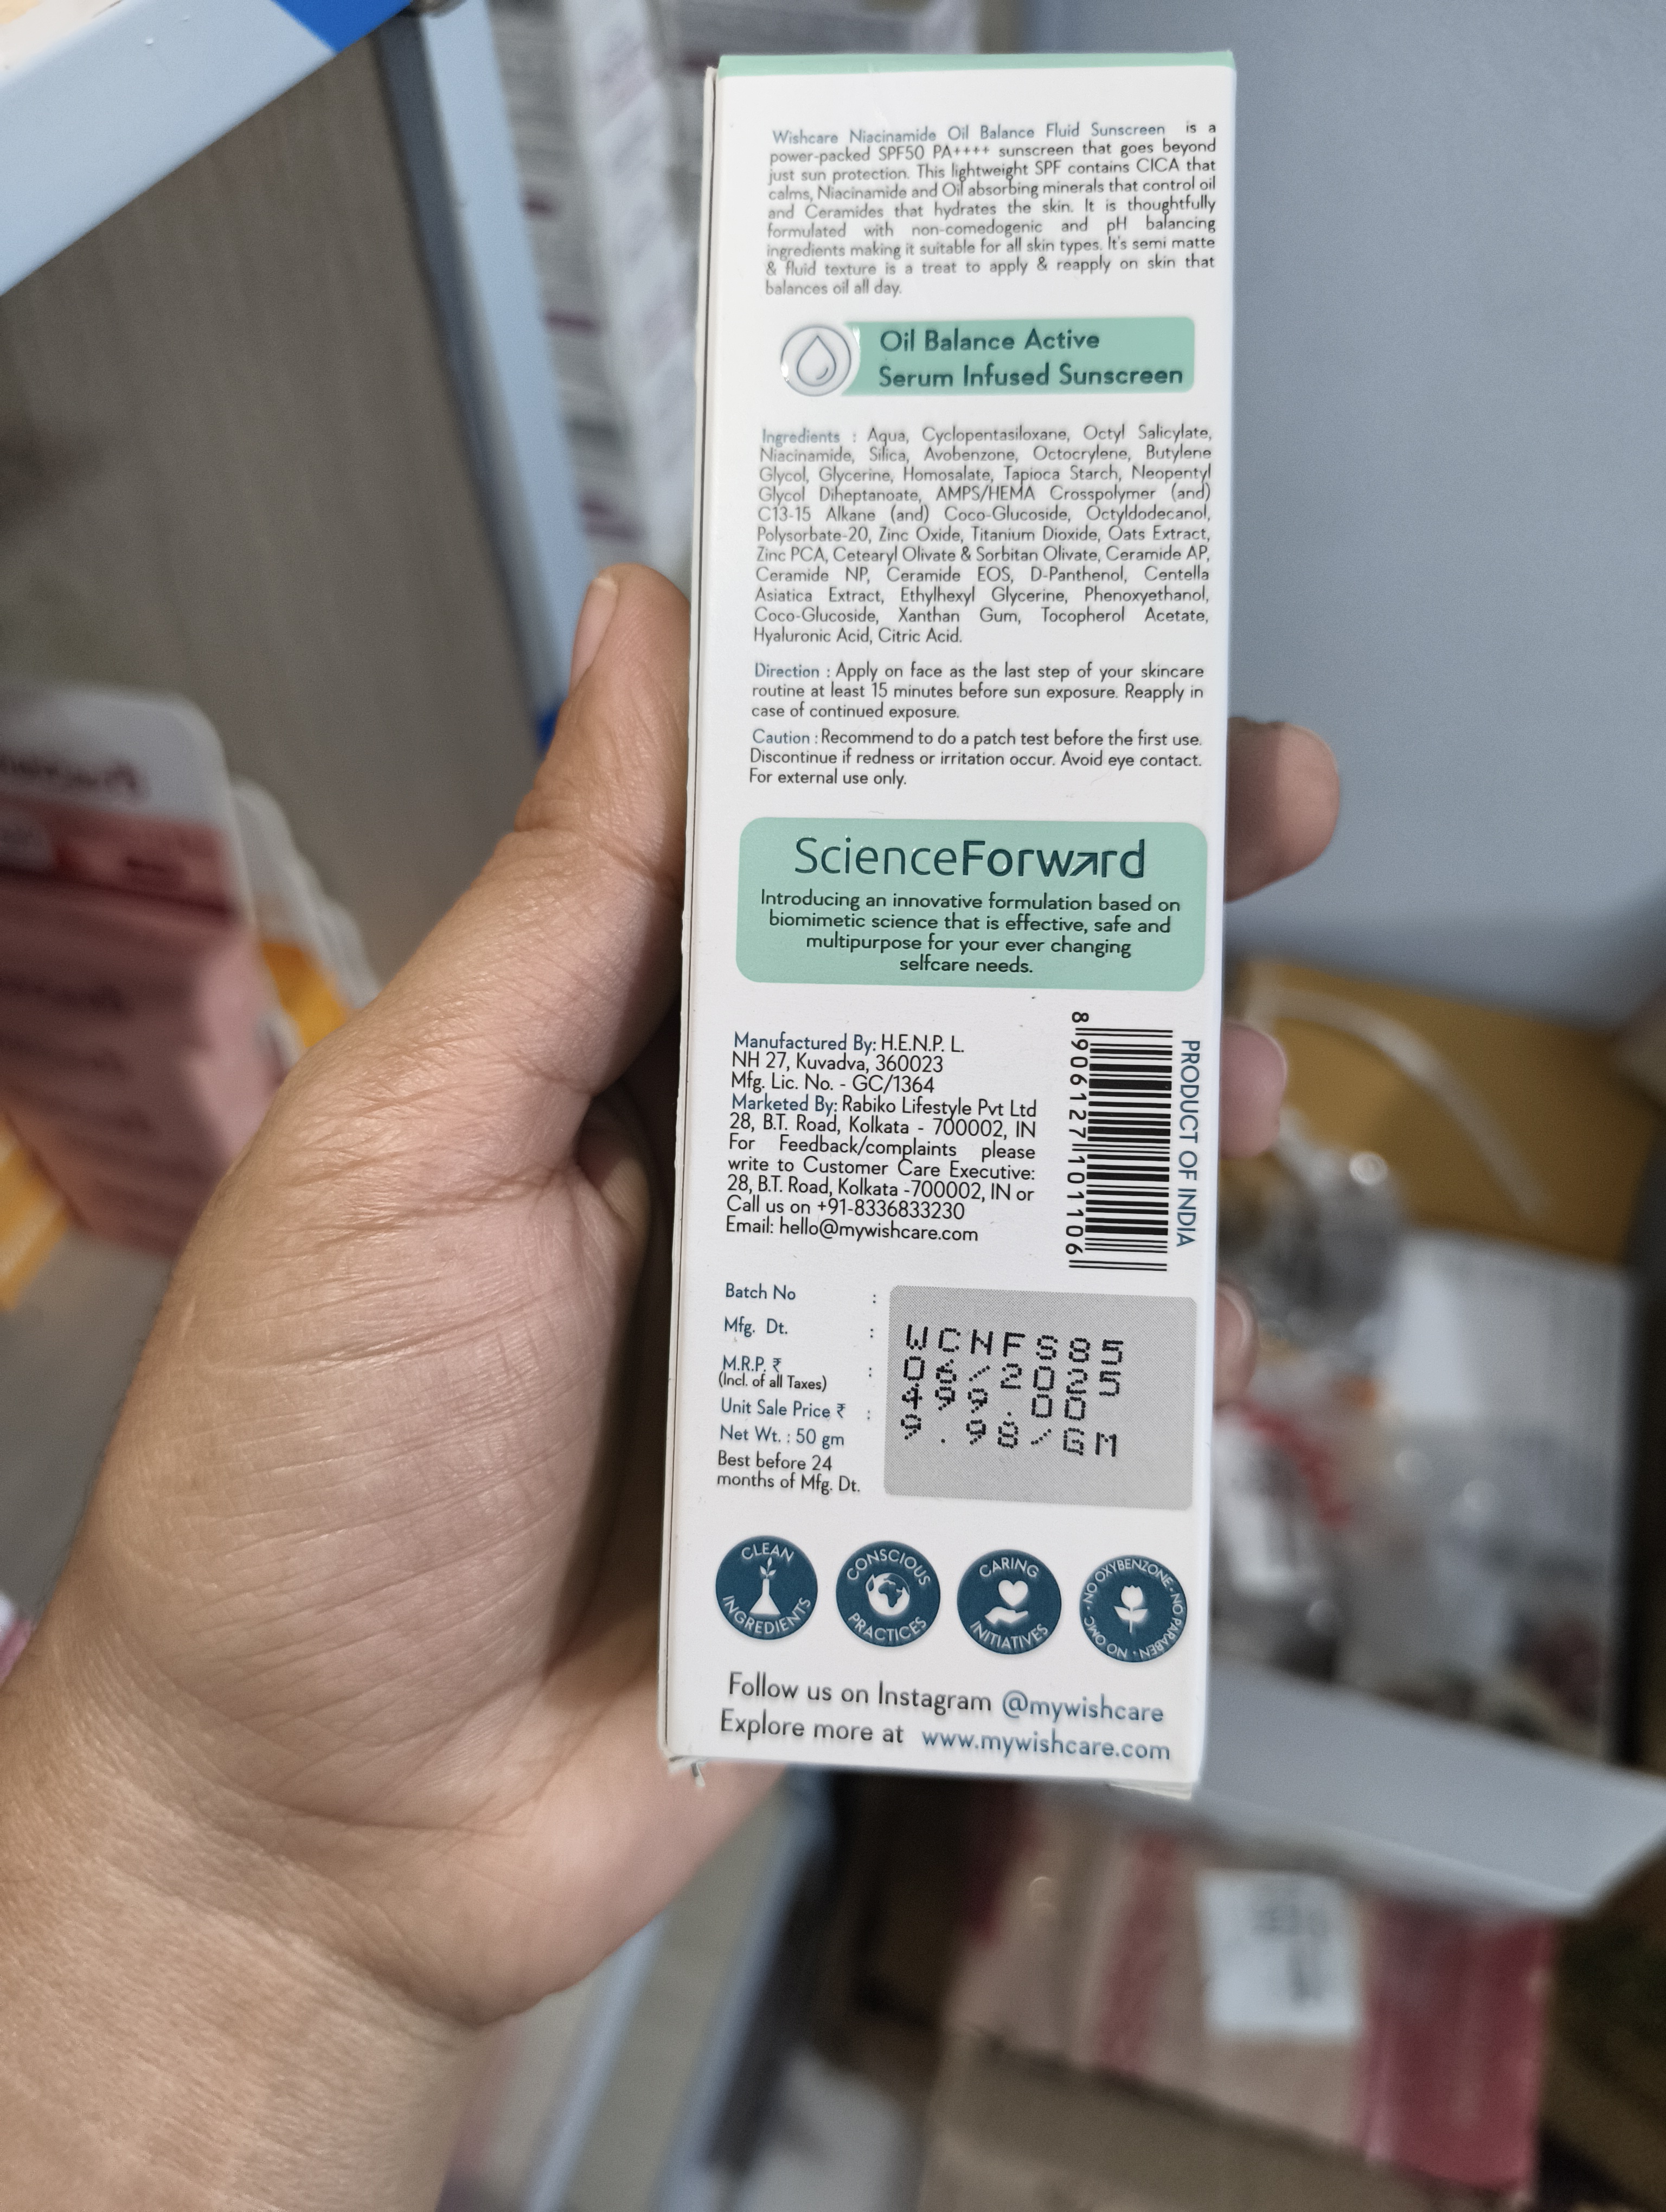 Wishcare Niacinamide Oil Balance Fluid Sunscreen is a
power-packed SPF50 PA++++ sunscreen that goes beyond
just sun protection. This lightweight SPF contains CICA that
calms, Niacinamide and Oil absorbing minerals that control oil
and Ceramides that hydrates the skin. It is thoughtfully
formulated with non-comedogenic and pH balancing
ingredients making it suitable for all skin types. It's semi matte
& fluid texture is a treat to apply & reapply on skin that
balances oil all day.
Oil Balance Active
Serum Infused Sunscreen
Ingredients : Aqua, Cyclopentasiloxane, Octyl Salicylate,
Niacinamide, Silica, Avobenzone, Octocrylene, Butylene
Glycol, Glycerine, Homosalate, Tapioca Starch, Neopentyl
Glycol Diheptanoate, AMPS/HEMA Crosspolymer (and)
C13-15 Alkane (and) Coco-Glucoside, Octyldodecanol,
Polysorbate-20, Zinc Oxide, Titanium Dioxide, Oats Extract,
Zinc PCA, Cetearyl Olivate & Sorbitan Olivate, Ceramide AP,
Ceramide NP, Ceramide EOS, D-Panthenol, Centella
Asiatica Extract, Ethylhexyl Glycerine, Phenoxyethanol,
Coco-Glucoside, Xanthan Gum, Tocopherol Acetate,
Hyaluronic Acid, Citric Acid.
Direction : Apply on face as the last step of your skincare
routine at least 15 minutes before sun exposure. Reapply in
case of continued exposure.
Caution : Recommend to do a patch test before the first use.
Discontinue if redness or irritation occur. Avoid eye contact.
For external use only.
ScienceForward
Introducing an innovative formulation based on
biomimetic science that is effective, safe and
multipurpose for your ever changing
selfcare needs.
Manufactured By: H.E.N.P. L.
NH 27, Kuvadva, 360023
Mfg. Lic. No. - GC/1364
Marketed By: Rabiko Lifestyle Pvt Ltd
28, B.T. Road, Kolkata - 700002, IN
For Feedback/complaints please
write to Customer Care Executive:
28, B.T. Road, Kolkata -700002, IN or
Call us on +91-8336833230
Email: hello@mywishcare.com
8 906127 101106
PRODUCT OF INDIA
Batch No : WCNFS85
Mfg. Dt. : 06/2025
M.R.P. ₹ : 499.00
(Incl. of all Taxes)
Unit Sale Price ₹ : 9.98/GM
Net Wt. : 50 gm
Best before 24
months of Mfg. Dt.
CLEAN INGREDIENTS
CONSCIOUS PRACTICES
CARING INITIATIVES
NO OXYBENZONE • NO PARABEN • NO OMC •
Follow us on Instagram @mywishcare
Explore more at www.mywishcare.com